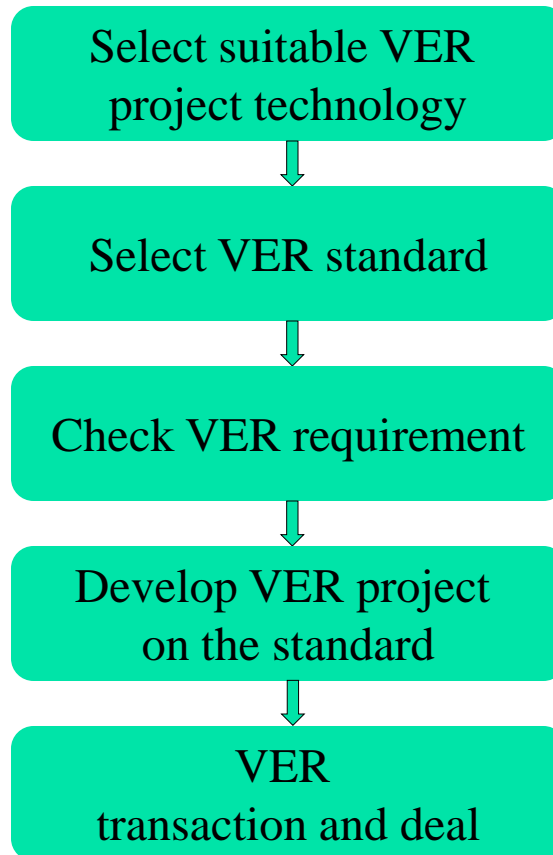 Select suitable VER
project technology
Select VER standard
Check VER requirement
Develop VER project
on the standard
VER
transaction and deal